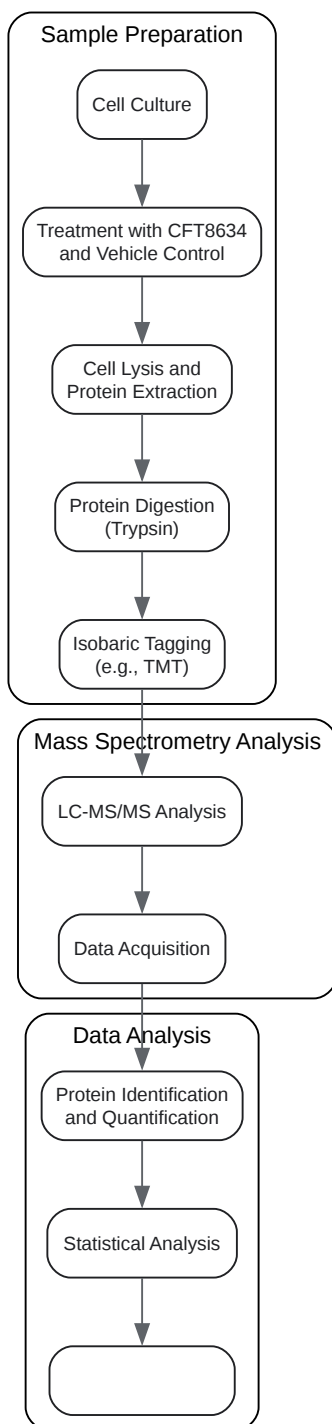 Sample Preparation
Cell Culture
Treatment with CFT8634
and Vehicle Control
Cell Lysis and
Protein Extraction
Protein Digestion
(Trypsin)
Isobaric Tagging
(e.g., TMT)
Mass Spectrometry Analysis
LC-MS/MS Analysis
Data Acquisition
Data Analysis
Protein Identification
and Quantification
Statistical Analysis